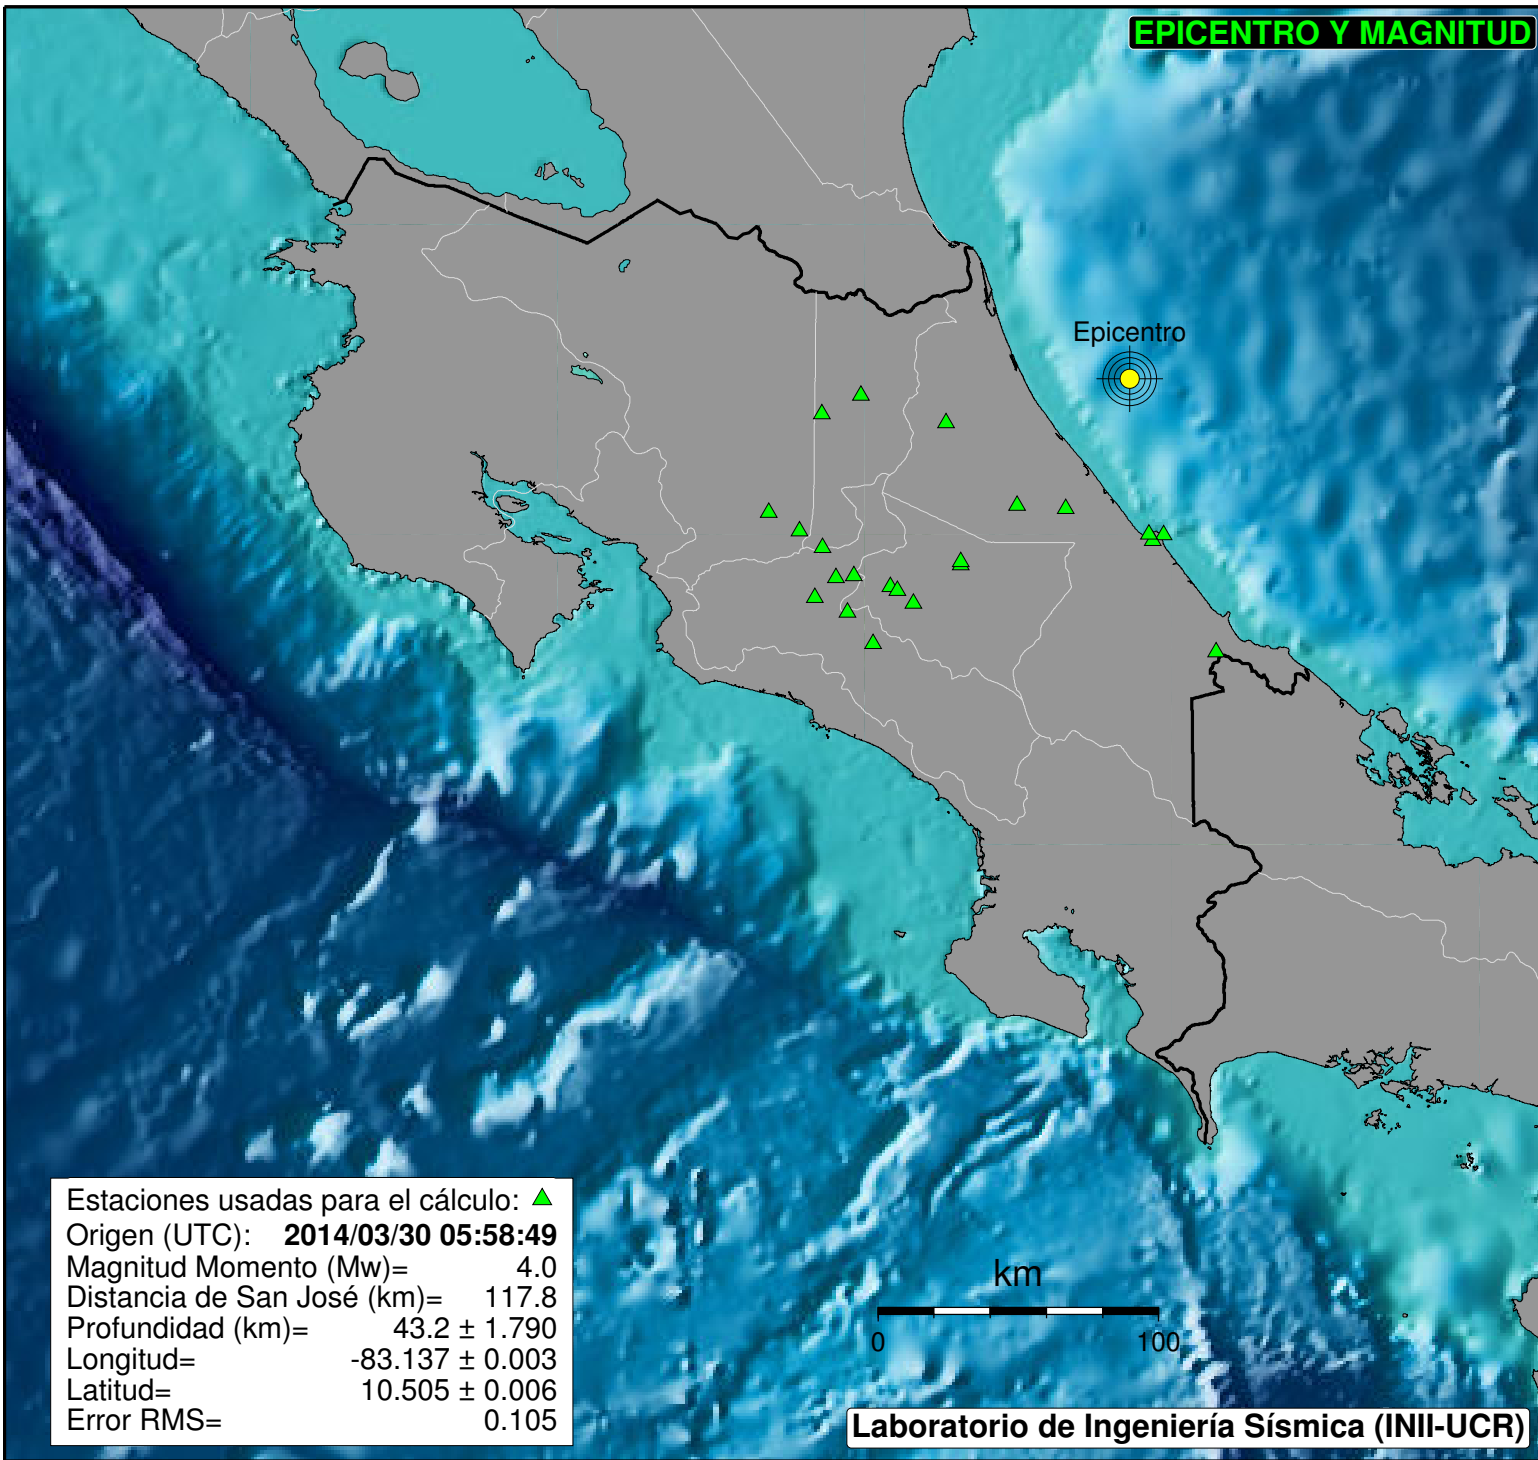 EPICENTRO Y MAGNITUD
Epicentro
Estaciones usadas para el cálculo:
Origen (UTC): 2014/03/30 05:58:49
Magnitud Momento (Mw)= 4.0
Distancia de San José (km)= 117.8
Profundidad (km)= 43.2 ± 1.790
Longitud= -83.137 ± 0.003
Latitud= 10.505 ± 0.006
Error RMS= 0.105
km
0 100
Laboratorio de Ingeniería Sísmica (INII-UCR)